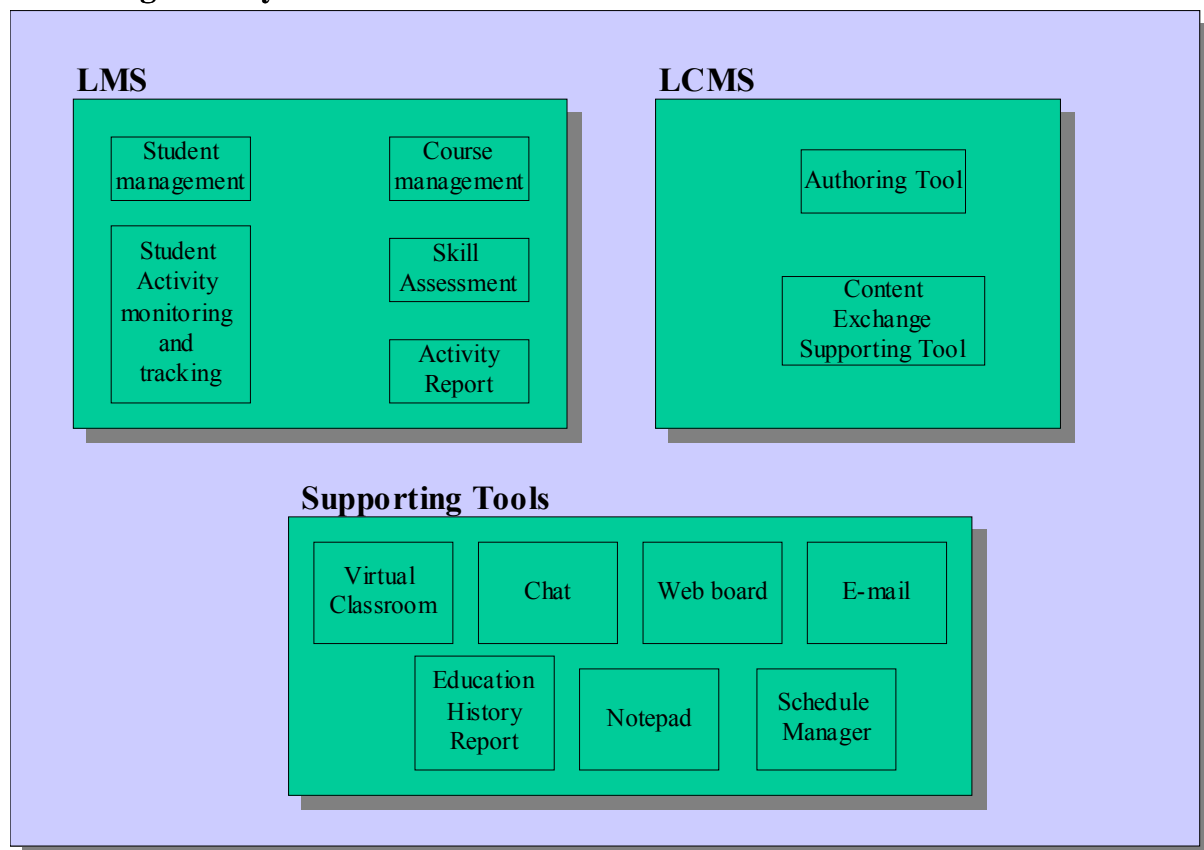 LMS
LCMS
Student
management
Course
management
Authoring Tool
Student
Activity
monitoring
and
tracking
Skill
Assessment
Content
Exchange
Supporting Tool
Activity
Report
Supporting Tools
Virtual
Classroom
Chat
Web board
E-mail
Education
History
Report
Notepad
Schedule
Manager